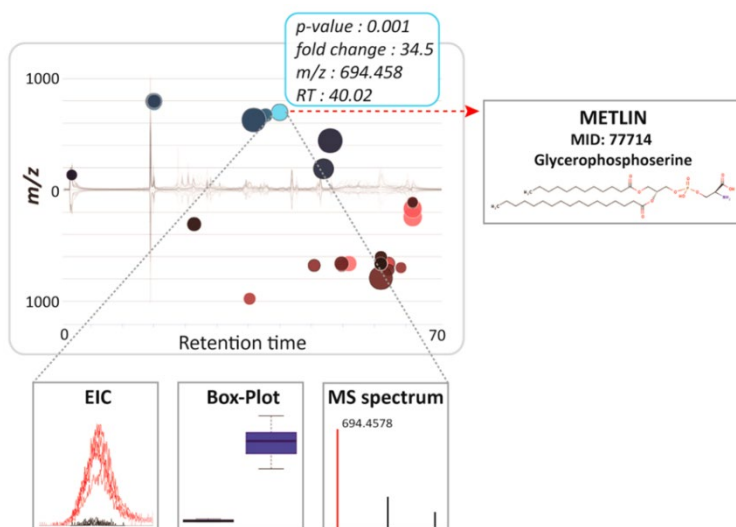 p-value : 0.001
fold change : 34.5
m/z : 694.458
RT : 40.02
1000
m/z
0
1000
0
70
Retention time
METLIN
MID: 77714
Glycerophosphoserine
EIC
Box-Plot
MS spectrum
694.4578